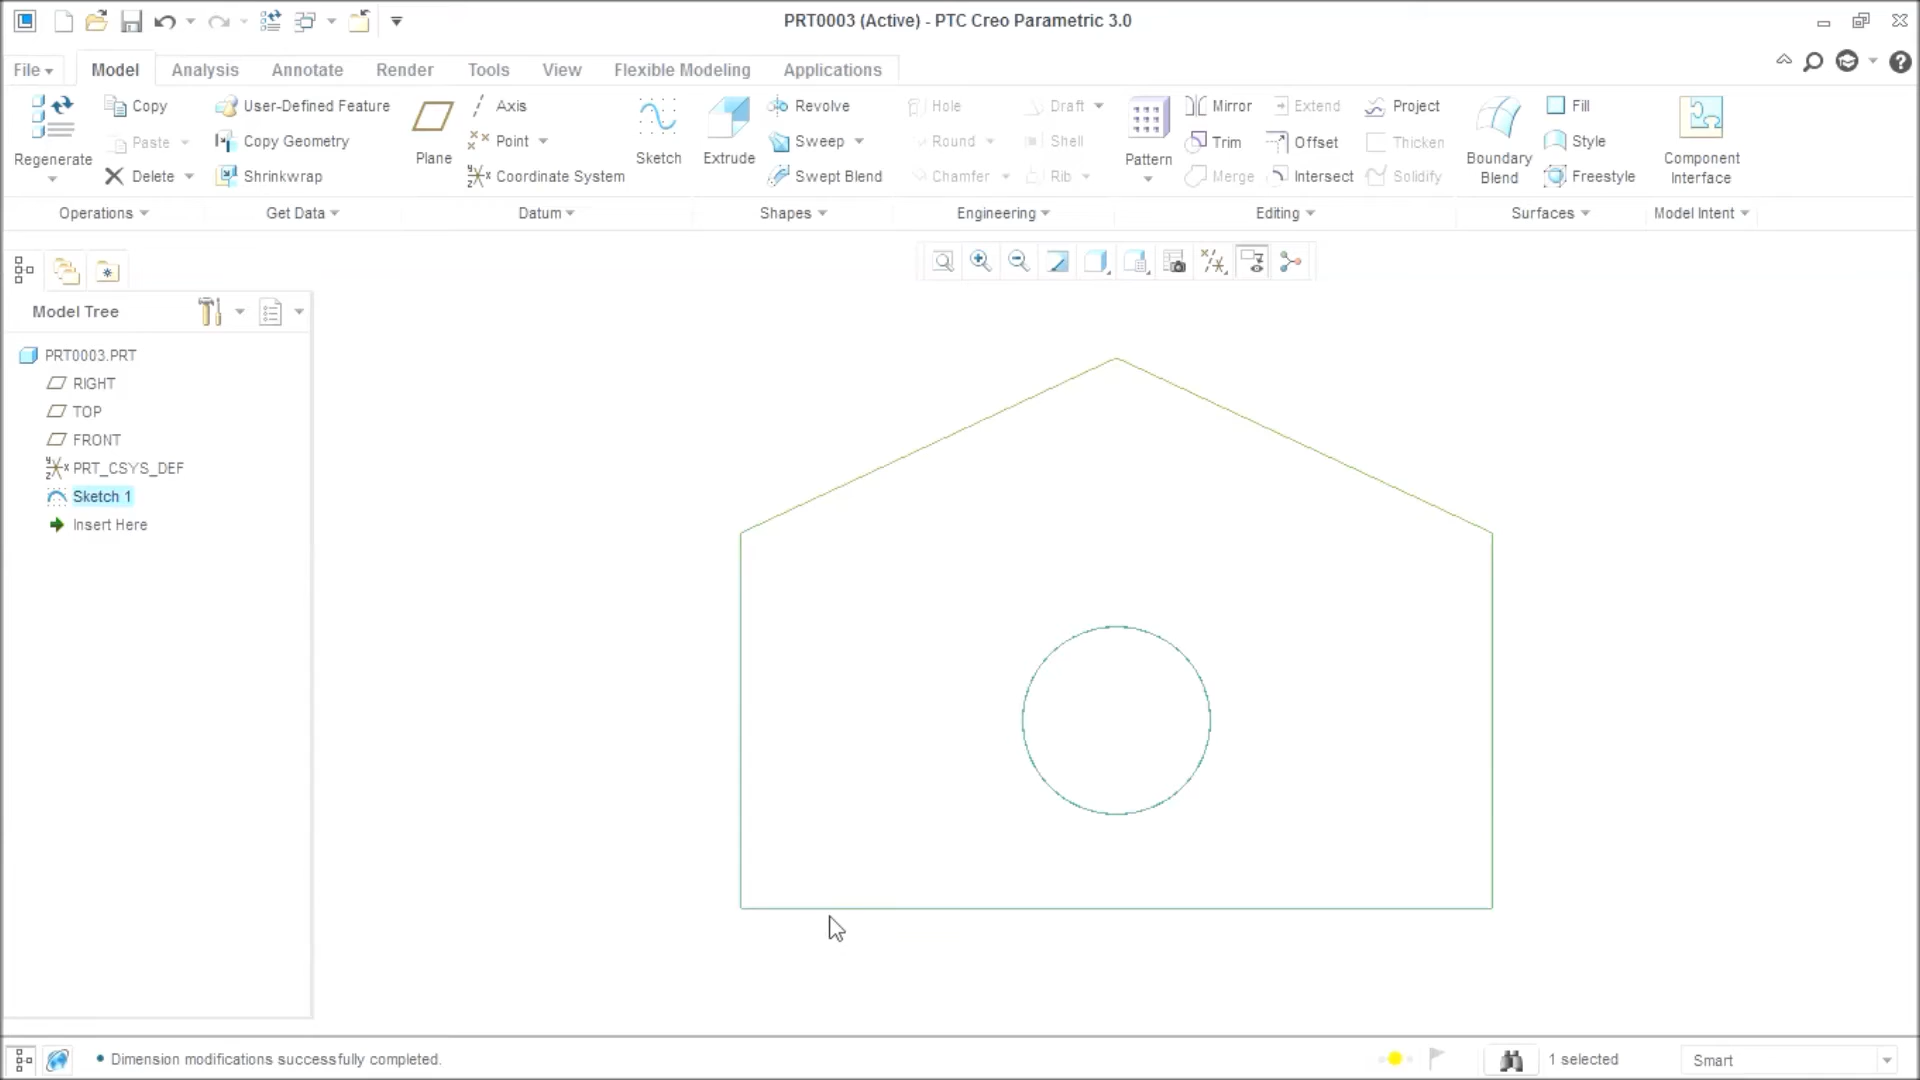 PRT0003 (Active) - PTC Creo Parametric 3.0
File Model Analysis Annotate Render Tools View Flexible Modeling Applications
Copy User-Defined Feature Axis Revolve Hole Draft Mirror Extend Project Fill
Paste Copy Geometry Point Sweep Round Shell Trim Offset Thicken Style
Regenerate Plane Sketch Extrude Pattern Boundary Blend Component Interface
Delete Shrinkwrap Coordinate System Swept Blend Chamfer Rib Merge Intersect Solidify Freestyle
Operations Get Data Datum Shapes Engineering Editing Surfaces Model Intent
Model Tree
PRT0003.PRT
RIGHT
TOP
FRONT
PRT_CSYS_DEF
Sketch 1
Insert Here
• Dimension modifications successfully completed. 1 selected Smart